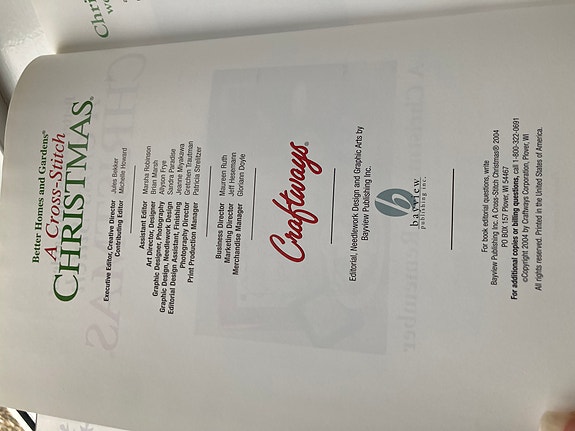 Better Homes and Gardens®
A Cross-Stitch
CHRISTMAS®
Executive Editor, Creative Director Jules Bekker
Contributing Editor Michelle Howard
Assistant Editor Marsha Robinson
Art Director, Designer Brian Marsh
Graphic Designer, Photography Allyson Frye
Graphic Design, Needlework Design Sandra Paradise
Editorial Design Assistant, Finishing Jeanne Miyakawa
Photography Director Gretchen Trautman
Print Production Manager Patricia Streitzer
Business Director Maureen Ruth
Marketing Director Jeff Hesemann
Merchandise Manager Gloriann Doyle
Craftways®
Editorial, Needlework Design and Graphic Arts by
Bayview Publishing Inc.
b
bayview
publishing inc.
For book editorial questions, write
Bayview Publishing Inc. A Cross-Stitch Christmas® 2004
PO BOX 157 Plover, WI 54467
For additional copies or billing questions, call 1-800-322-0691
©Copyright 2004 by Craftways Corporation, Plover, WI
All rights reserved. Printed in the United States of America.